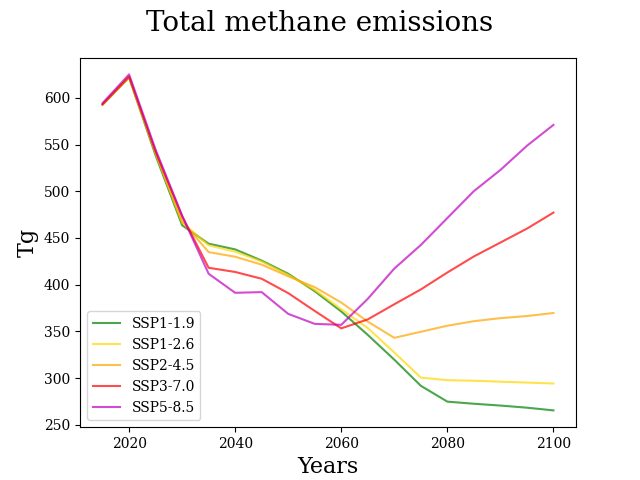 Total methane emissions
Tg
600
550
500
450
400
350
300
250
SSP1-1.9
SSP1-2.6
SSP2-4.5
SSP3-7.0
SSP5-8.5
2020 2040 2060 2080 2100
Years